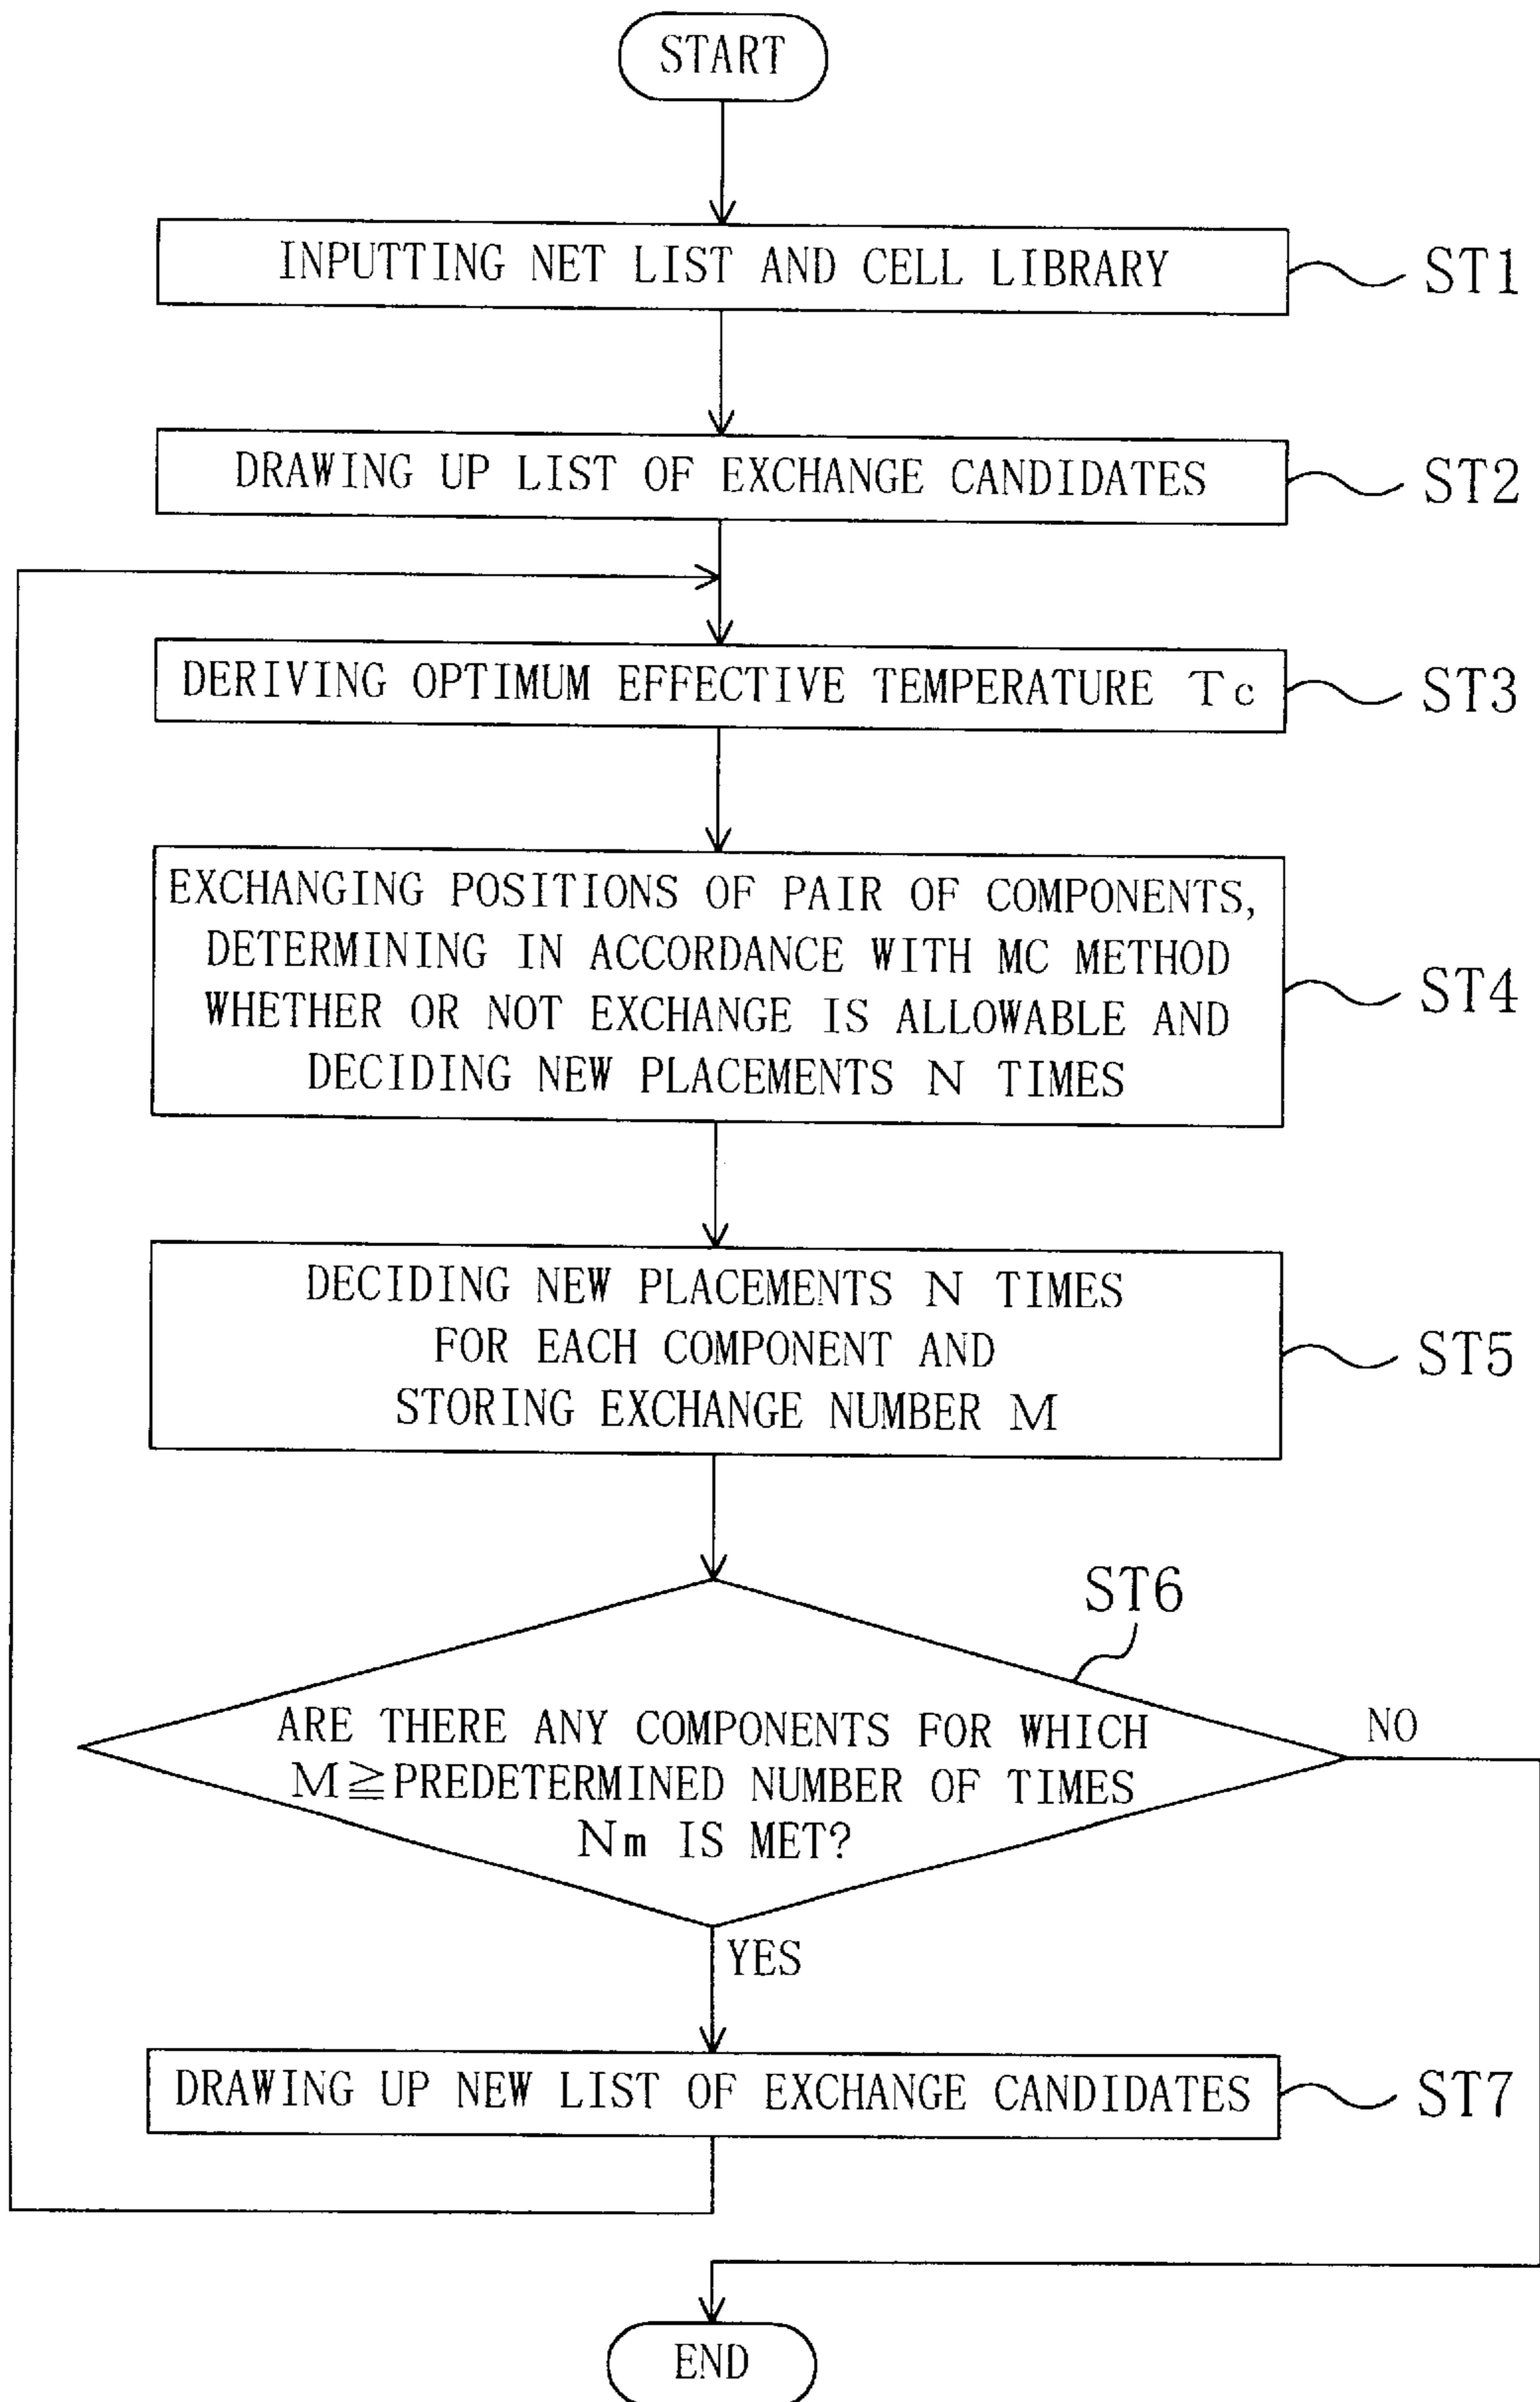 START
INPUTTING NET LIST AND CELL LIBRARY
ST1
DRAWING UP LIST OF EXCHANGE CANDIDATES
ST2
DERIVING OPTIMUM EFFECTIVE TEMPERATURE Tc
ST3
EXCHANGING POSITIONS OF PAIR OF COMPONENTS,
DETERMINING IN ACCORDANCE WITH MC METHOD
WHETHER OR NOT EXCHANGE IS ALLOWABLE AND
DECIDING NEW PLACEMENTS N TIMES
ST4
DECIDING NEW PLACEMENTS N TIMES
FOR EACH COMPONENT AND
STORING EXCHANGE NUMBER M
ST5
ST6
ARE THERE ANY COMPONENTS FOR WHICH
M≧PREDETERMINED NUMBER OF TIMES
Nm IS MET?
NO
YES
DRAWING UP NEW LIST OF EXCHANGE CANDIDATES
ST7
END